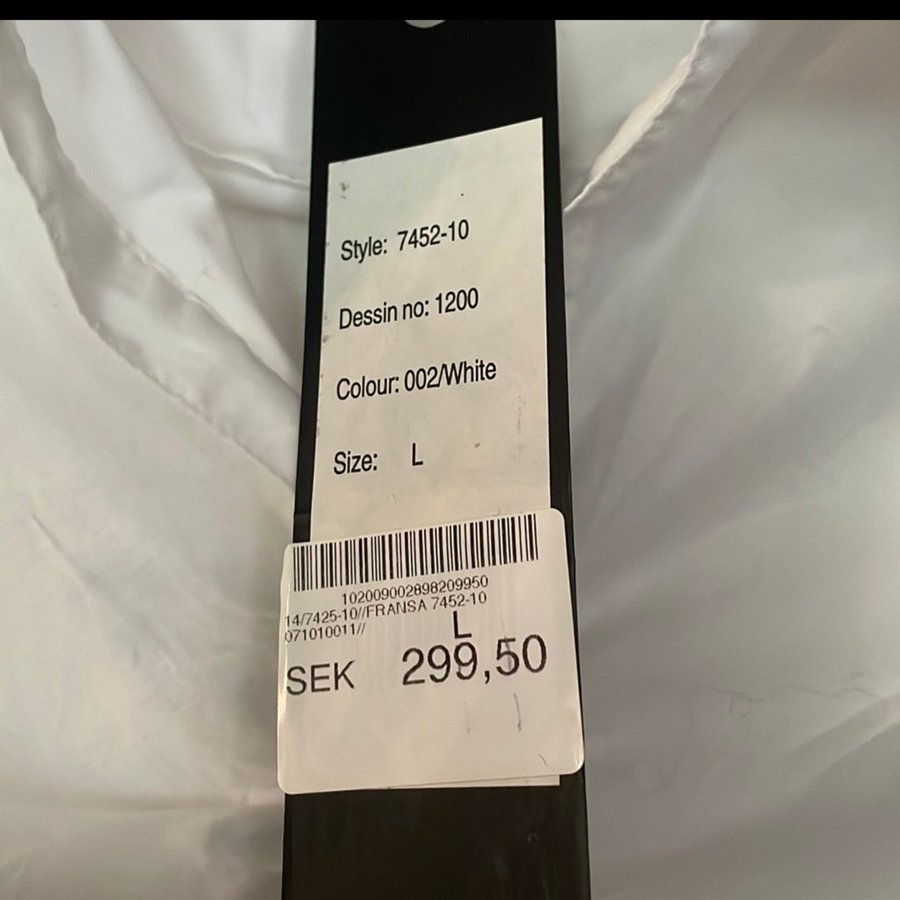 Style: 7452-10
Dessin no: 1200
Colour: 002/White
Size: L
102009002898209950
14/7425-10//FRANSA 7452-10
071010011//
L
SEK 299,50